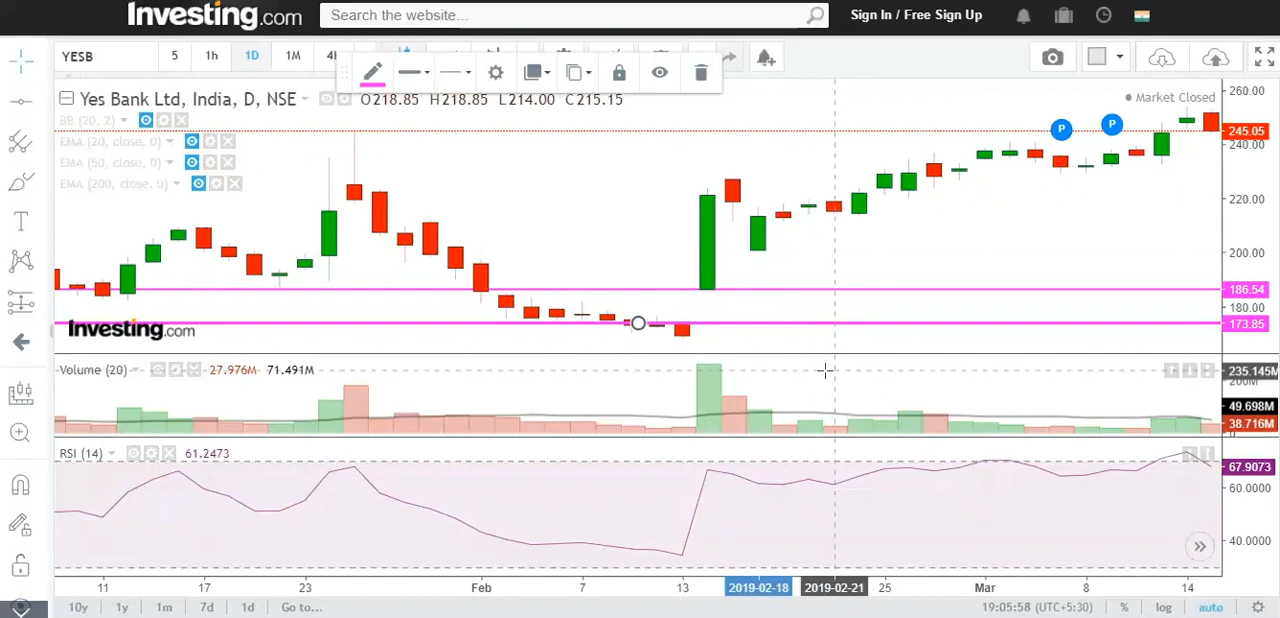 Investing.com
Search the website...
Sign In / Free Sign Up
YESB
5
1h
1D
1M
Yes Bank Ltd, India, D, NSE
O218.85 H218.85 L214.00 C215.15
Market Closed
BB (20, 2)
EMA (20, close, 0)
EMA (50, close, 0)
EMA (200, close, 0)
P
P
260.00
245.05
240.00
220.00
200.00
186.54
180.00
173.85
Investing.com
Volume (20)
27.976M 71.491M
235.145M
200M
49.698M
38.716M
RSI (14)
61.2473
67.9073
60.0000
40.0000
11
17
23
Feb
7
13
2019-02-18
2019-02-21
25
Mar
8
14
10y
1y
1m
7d
1d
Go to...
19:05:58 (UTC+5:30)
%
log
auto